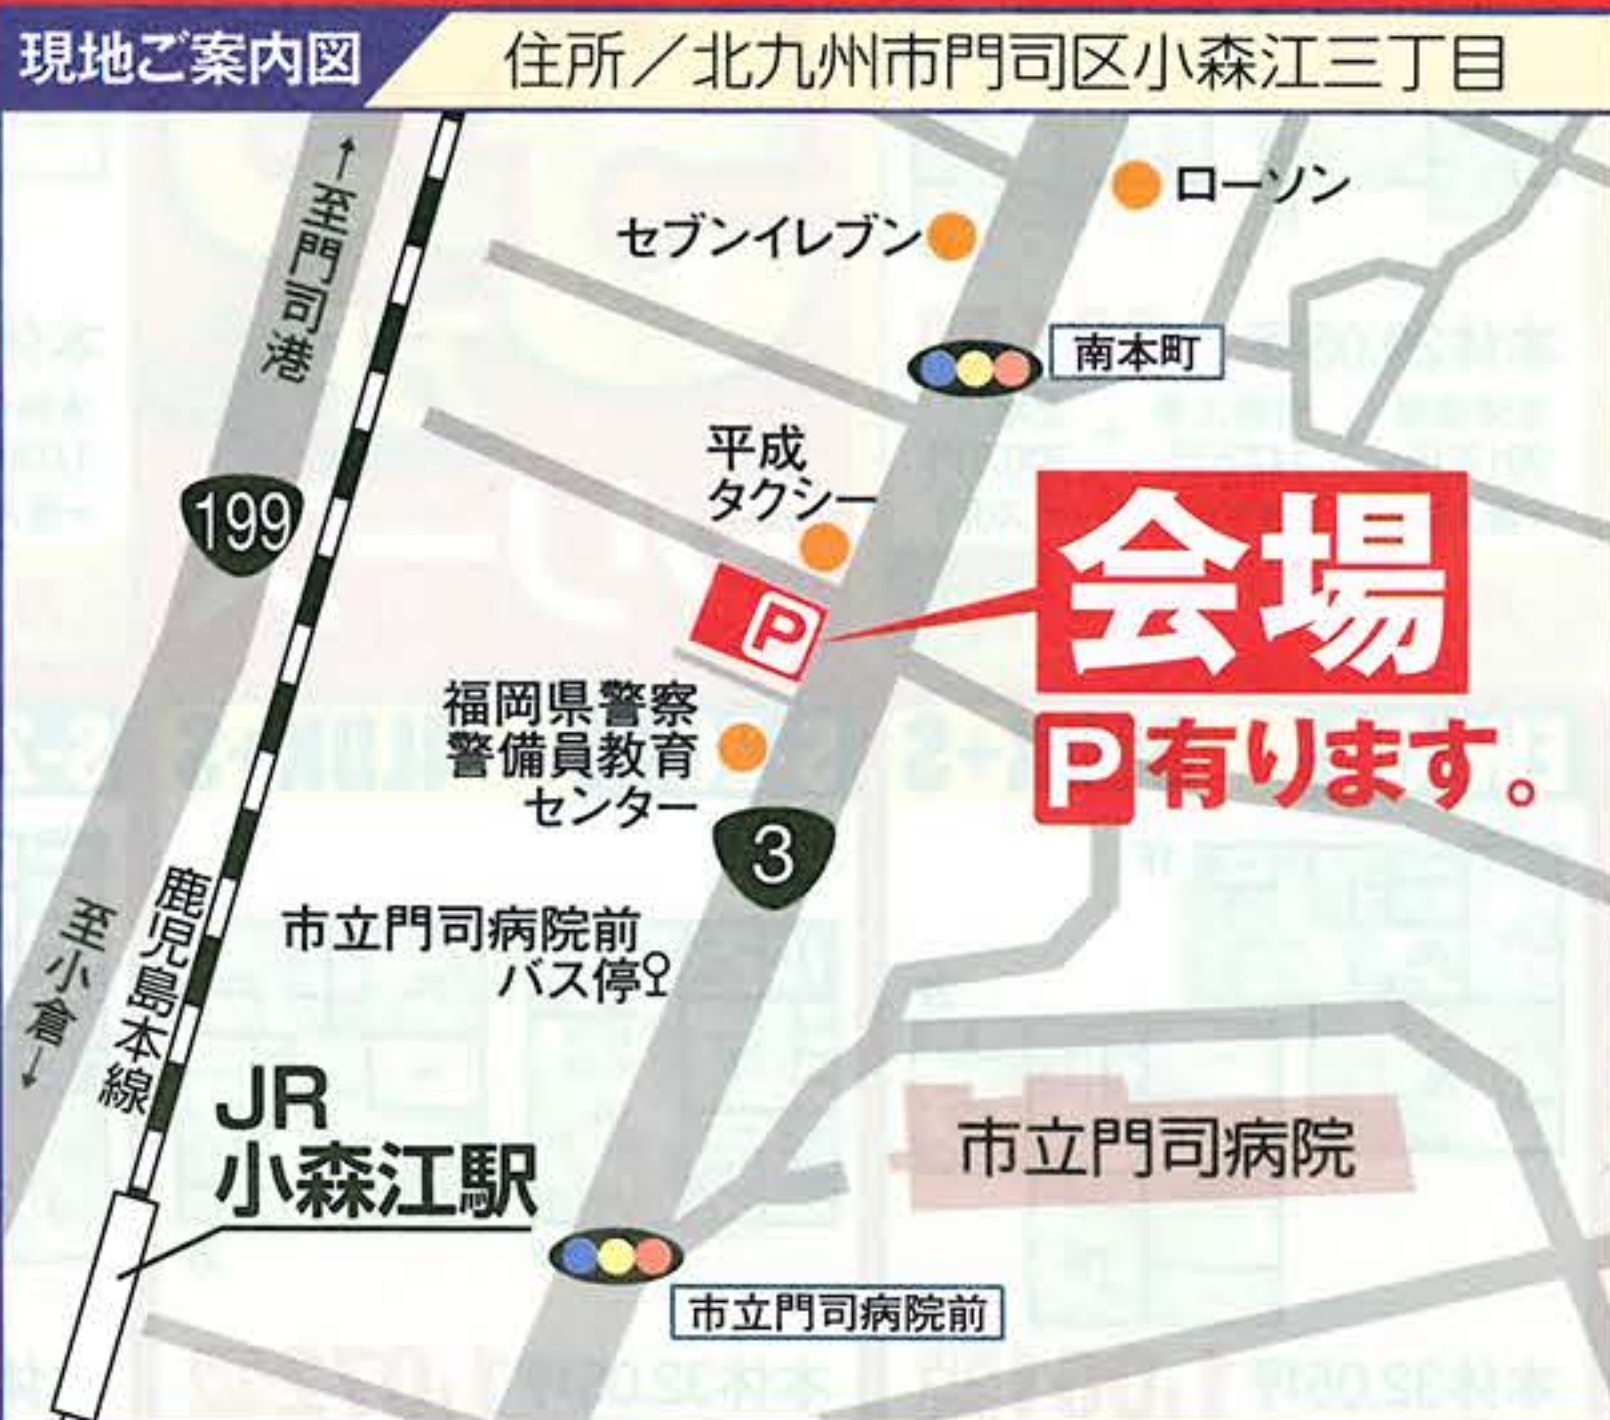 現地ご案内図
住所／北九州市門司区小森江三丁目
↑至門司港
ローソン
セブンイレブン
南本町
平成
タクシー
199
会場
P
P有ります。
福岡県警察
警備員教育
センター
3
鹿児島本線
至小倉↓
市立門司病院前
バス停
JR
小森江駅
市立門司病院
市立門司病院前